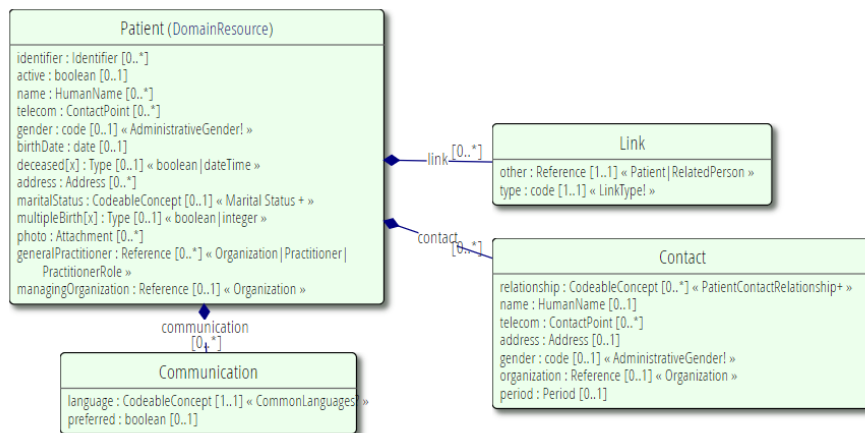 Patient (DomainResource)
identifier : Identifier [0..*]
active : boolean [0..1]
name : HumanName [0..*]
telecom : ContactPoint [0..*]
gender : code [0..1] « AdministrativeGender! »
birthDate : date [0..1]
deceased[x] : Type [0..1] « boolean|dateTime »
address : Address [0..*]
maritalStatus : CodeableConcept [0..1] « Marital Status + »
multipleBirth[x] : Type [0..1] « boolean|integer »
photo : Attachment [0..*]
generalPractitioner : Reference [0..*] « Organization|Practitioner|
PractitionerRole »
managingOrganization : Reference [0..1] « Organization »
link
[0..*]
Link
other : Reference [1..1] « Patient|RelatedPerson »
type : code [1..1] « LinkType! »
contact
[0..*]
Contact
relationship : CodeableConcept [0..*] « PatientContactRelationship+ »
name : HumanName [0..1]
telecom : ContactPoint [0..*]
address : Address [0..1]
gender : code [0..1] « AdministrativeGender! »
organization : Reference [0..1] « Organization »
period : Period [0..1]
communication
[0..*]
Communication
language : CodeableConcept [1..1] « CommonLanguages? »
preferred : boolean [0..1]